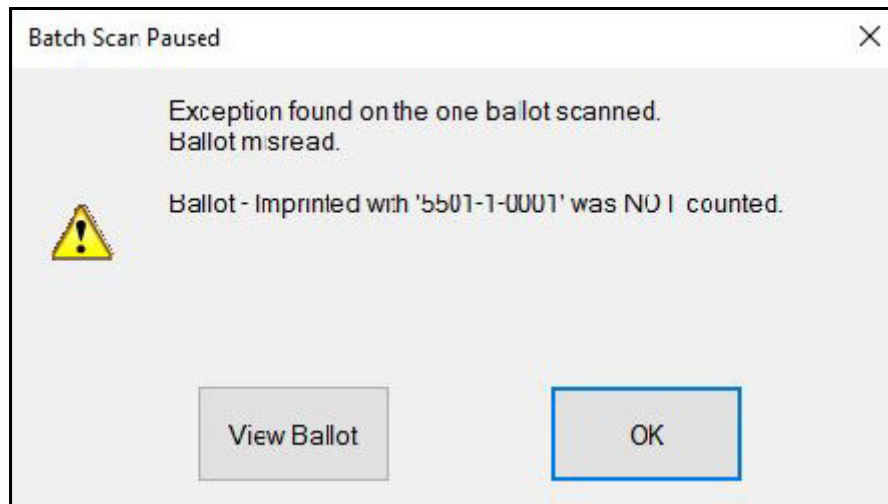 Batch Scan Paused
Exception found on the one ballot scanned.
Ballot misread.
Ballot - Imprinted with '5501-1-0001' was NOT counted.
View Ballot
OK